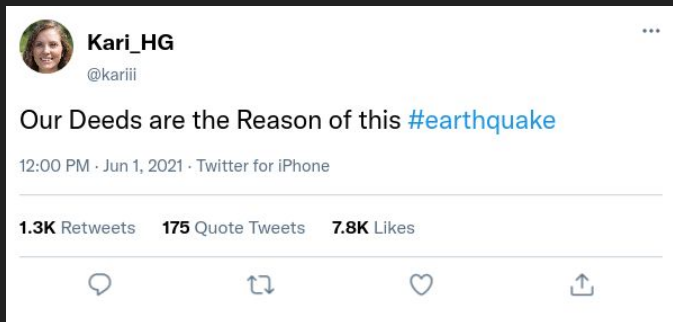 Kari_HG
@kariii
Our Deeds are the Reason of this #earthquake
12:00 PM · Jun 1, 2021 · Twitter for iPhone
1.3K Retweets 175 Quote Tweets 7.8K Likes